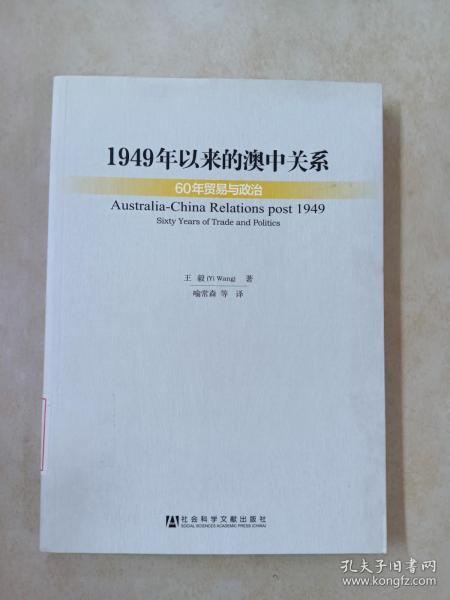 1949年以来的澳中关系
60年贸易与政治
Australia-China Relations post 1949
Sixty Years of Trade and Politics
王 毅 (Yi Wang) 著
喻常森 等 译
社会科学文献出版社
SOCIAL SCIENCES ACADEMIC PRESS (CHINA)
孔夫子旧书网
www.kongfz.com